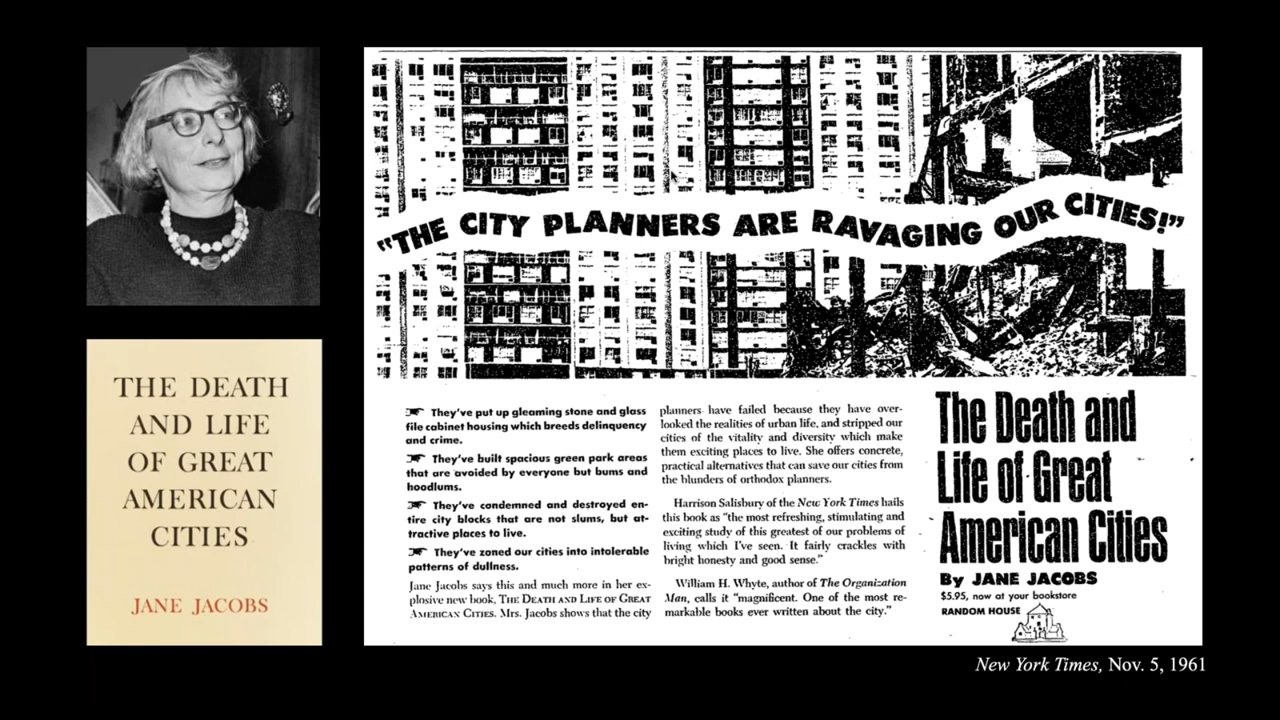 THE DEATH
AND LIFE
OF GREAT
AMERICAN
CITIES
JANE JACOBS
"THE CITY PLANNERS ARE RAVAGING OUR CITIES!"
They've put up gleaming stone and glass
file cabinet housing which breeds delinquency
and crime.
They've built spacious green park areas
that are avoided by everyone but bums and
hoodlums.
They've condemned and destroyed en-
tire city blocks that are not slums, but at-
tractive places to live.
They've zoned our cities into intolerable
patterns of dullness.
Jane Jacobs says this and much more in her ex-
plosive new book, THE DEATH AND LIFE OF GREAT
AMERICAN CITIES. Mrs. Jacobs shows that the city
planners have failed because they have over-
looked the realities of urban life, and stripped our
cities of the vitality and diversity which make
them exciting places to live. She offers concrete,
practical alternatives that can save our cities from
the blunders of orthodox planners.
Harrison Salisbury of the New York Times hails
this book as "the most refreshing, stimulating and
exciting study of this greatest of our problems of
living which I've seen. It fairly crackles with
bright honesty and good sense."
William H. Whyte, author of The Organization
Man, calls it "magnificent. One of the most re-
markable books ever written about the city."
The Death and
Life of Great
American Cities
By JANE JACOBS
$5.95, now at your bookstore
RANDOM HOUSE
New York Times, Nov. 5, 1961